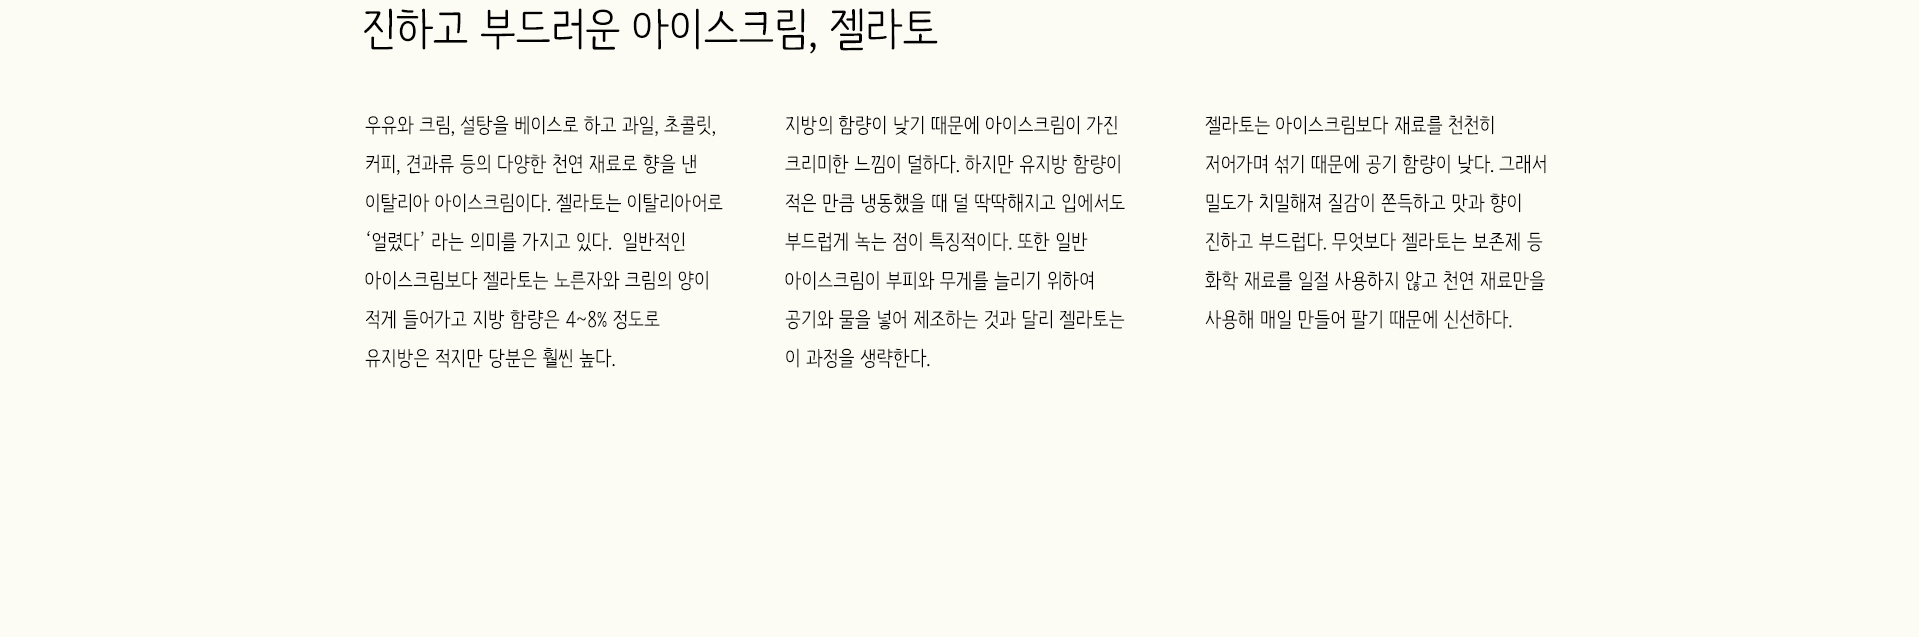 진하고 부드러운 아이스크림, 젤라토
우유와 크림, 설탕을 베이스로 하고 과일, 초콜릿,
커피, 견과류 등의 다양한 천연 재료로 향을 낸
이탈리아 아이스크림이다. 젤라토는 이탈리아어로
‘얼렸다’ 라는 의미를 가지고 있다.  일반적인
아이스크림보다 젤라토는 노른자와 크림의 양이
적게 들어가고 지방 함량은 4~8% 정도로
유지방은 적지만 당분은 훨씬 높다.
지방의 함량이 낮기 때문에 아이스크림이 가진
크리미한 느낌이 덜하다. 하지만 유지방 함량이
적은 만큼 냉동했을 때 덜 딱딱해지고 입에서도
부드럽게 녹는 점이 특징적이다. 또한 일반
아이스크림이 부피와 무게를 늘리기 위하여
공기와 물을 넣어 제조하는 것과 달리 젤라토는
이 과정을 생략한다.
젤라토는 아이스크림보다 재료를 천천히
저어가며 섞기 때문에 공기 함량이 낮다. 그래서
밀도가 치밀해져 질감이 쫀득하고 맛과 향이
진하고 부드럽다. 무엇보다 젤라토는 보존제 등
화학 재료를 일절 사용하지 않고 천연 재료만을
사용해 매일 만들어 팔기 때문에 신선하다.